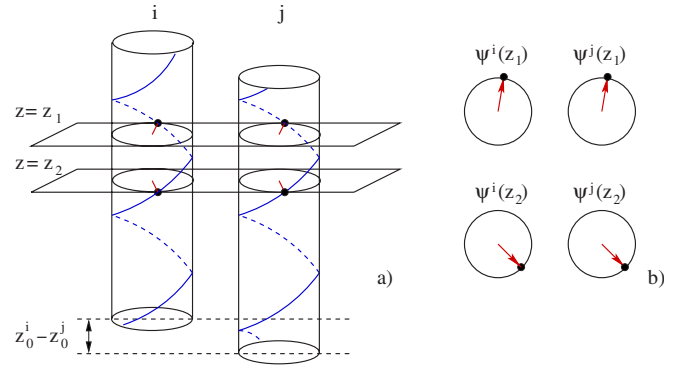 i j
z= z₁
z= z₂
z₀ⁱ – z₀ʲ
a)
ψⁱ(z₁) ψʲ(z₁)
ψⁱ(z₂) ψʲ(z₂)
b)